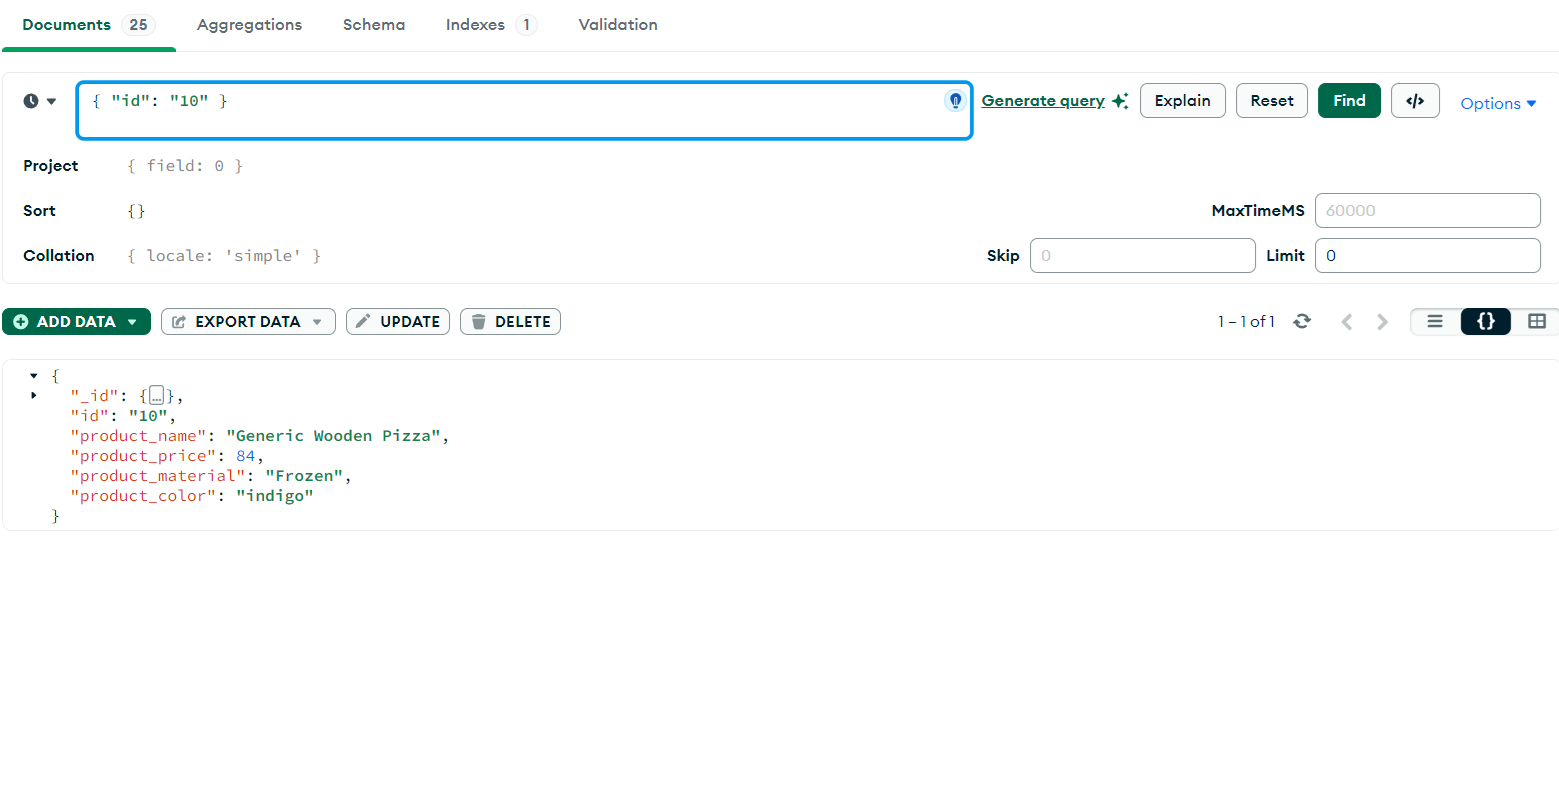 Documents 25 Aggregations Schema Indexes 1 Validation
{ "id": "10" } Generate query Explain Reset Find </> Options
Project { field: 0 }
Sort {} MaxTimeMS 60000
Collation { locale: 'simple' } Skip 0 Limit 0
ADD DATA EXPORT DATA UPDATE DELETE 1 – 1 of 1 {}
{
"_id": {…},
"id": "10",
"product_name": "Generic Wooden Pizza",
"product_price": 84,
"product_material": "Frozen",
"product_color": "indigo"
}